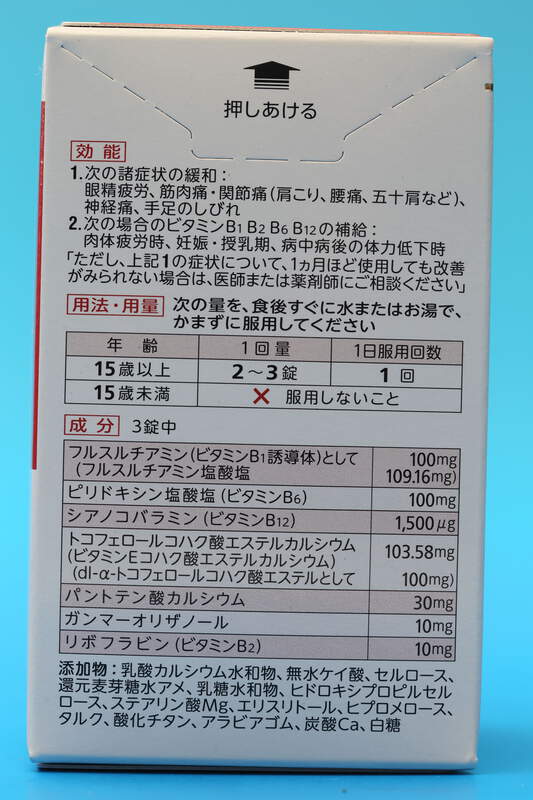 押しあける
効能
1.次の諸症状の緩和:
眼精疲労、筋肉痛・関節痛(肩こり、腰痛、五十肩など)、
神経痛、手足のしびれ
2.次の場合のビタミンB1 B2 B6 B12の補給:
肉体疲労時、妊娠・授乳期、病中病後の体力低下時
「ただし、上記1の症状について、1ヵ月ほど使用しても改善
がみられない場合は、医師または薬剤師にご相談ください」
用法・用量 次の量を、食後すぐに水またはお湯で、
かまずに服用してください
年齢 1回量 1日服用回数
15歳以上 2~3錠 1回
15歳未満 × 服用しないこと
成分 3錠中
フルスルチアミン(ビタミンB1誘導体)として 100mg
(フルスルチアミン塩酸塩 109.16mg)
ピリドキシン塩酸塩(ビタミンB6) 100mg
シアノコバラミン(ビタミンB12) 1,500μg
トコフェロールコハク酸エステルカルシウム 103.58mg
(ビタミンEコハク酸エステルカルシウム)
(dl-α-トコフェロールコハク酸エステルとして 100mg)
パントテン酸カルシウム 30mg
ガンマーオリザノール 10mg
リボフラビン(ビタミンB2) 10mg
添加物:乳酸カルシウム水和物、無水ケイ酸、セルロース、
還元麦芽糖水アメ、乳糖水和物、ヒドロキシプロピルセル
ロース、ステアリン酸Mg、エリスリトール、ヒプロメロース、
タルク、酸化チタン、アラビアゴム、炭酸Ca、白糖